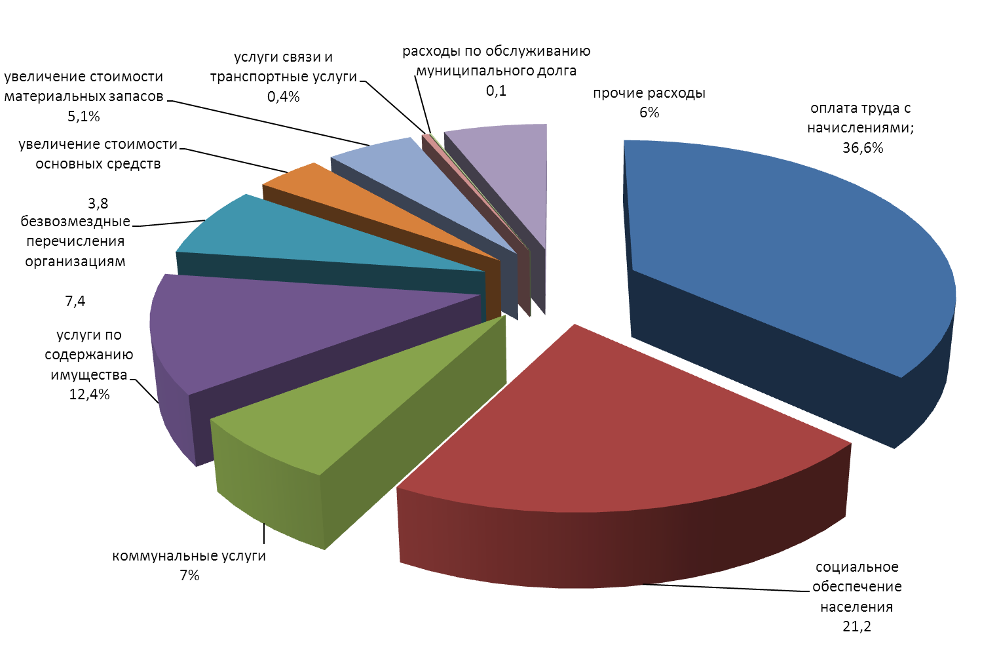 расходы по обслуживанию
муниципального долга
0,1
услуги связи и
транспортные услуги
0,4%
увеличение стоимости
материальных запасов
5,1%
прочие расходы
6%
оплата труда с
начислениями;
36,6%
увеличение стоимости
основных средств
3,8
безвозмездные
перечисления
организациям
7,4
услуги по
содержанию
имущества
12,4%
коммунальные услуги
7%
социальное
обеспечение
населения
21,2